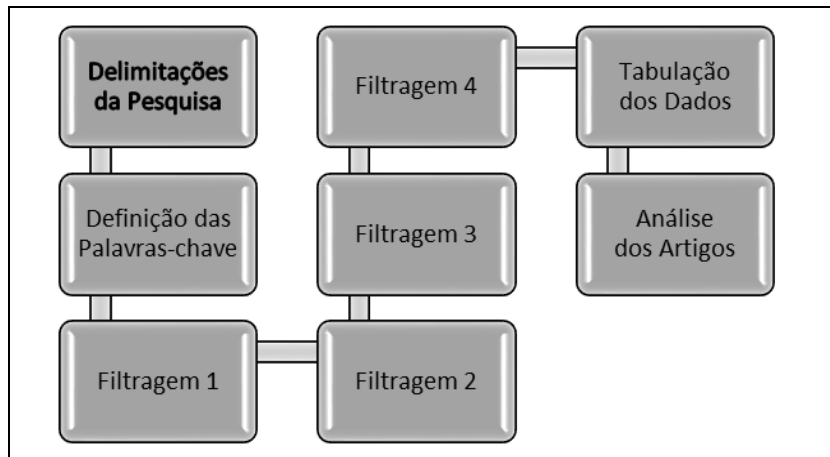 Delimitações
da Pesquisa
Definição das
Palavras-chave
Filtragem 1
Filtragem 2
Filtragem 3
Filtragem 4
Tabulação
dos Dados
Análise
dos Artigos